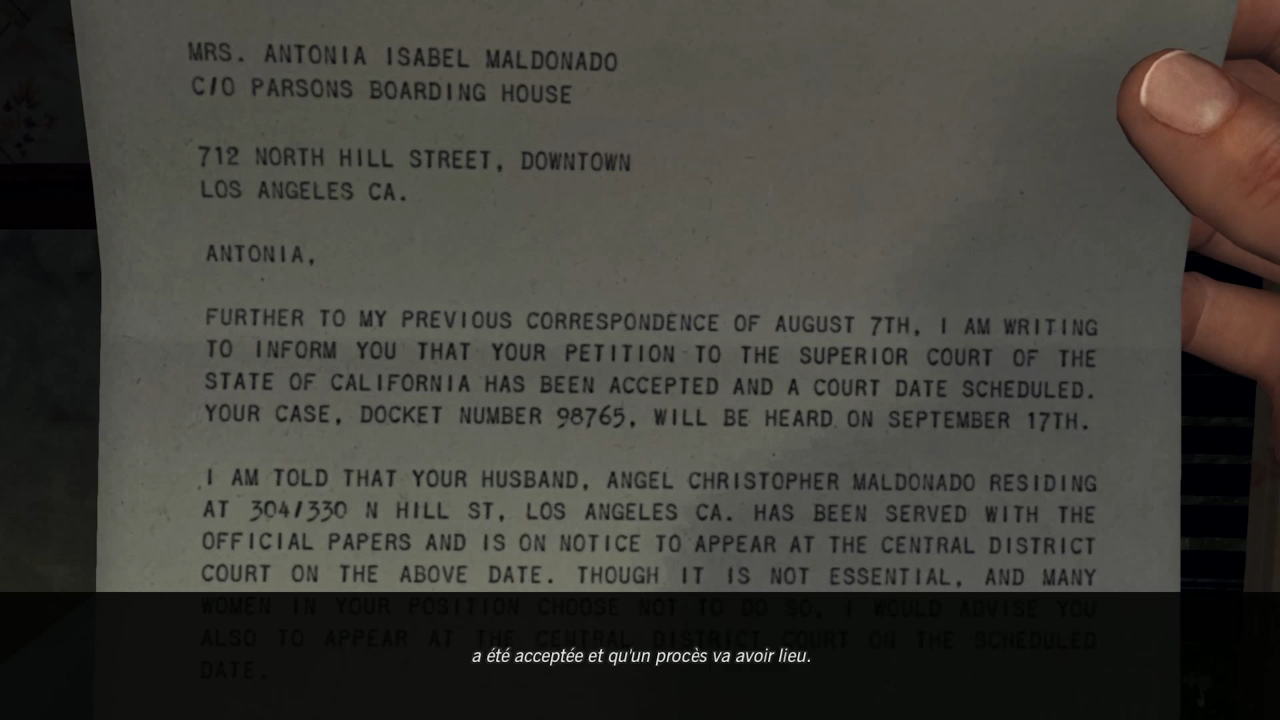 MRS. ANTONIA ISABEL MALDONADO
C/O PARSONS BOARDING HOUSE
712 NORTH HILL STREET, DOWNTOWN
LOS ANGELES CA.
ANTONIA,
FURTHER TO MY PREVIOUS CORRESPONDENCE OF AUGUST 7TH, I AM WRITING
TO INFORM YOU THAT YOUR PETITION TO THE SUPERIOR COURT OF THE
STATE OF CALIFORNIA HAS BEEN ACCEPTED AND A COURT DATE SCHEDULED.
YOUR CASE, DOCKET NUMBER 98765, WILL BE HEARD ON SEPTEMBER 17TH.
I AM TOLD THAT YOUR HUSBAND, ANGEL CHRISTOPHER MALDONADO RESIDING
AT 304/330 N HILL ST, LOS ANGELES CA. HAS BEEN SERVED WITH THE
OFFICIAL PAPERS AND IS ON NOTICE TO APPEAR AT THE CENTRAL DISTRICT
COURT ON THE ABOVE DATE. THOUGH IT IS NOT ESSENTIAL, AND MANY
WOMEN IN YOUR POSITION CHOOSE NOT TO DO SO, I WOULD ADVISE YOU
ALSO TO APPEAR AT THE CENTRAL DISTRICT COURT ON THE SCHEDULED
DATE.
a été acceptée et qu'un procès va avoir lieu.